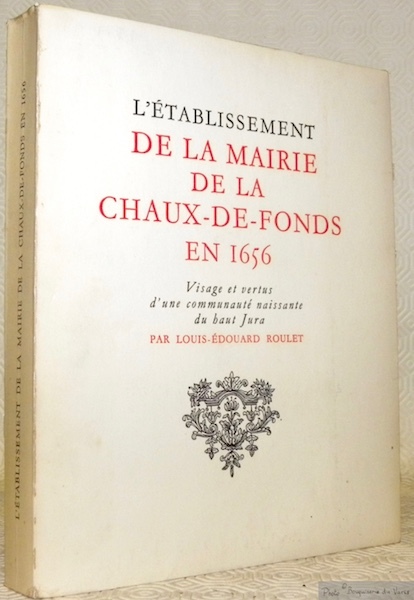 L'ÉTABLISSEMENT DE LA MAIRIE DE LA CHAUX-DE-FONDS EN 1656
L'ÉTABLISSEMENT
DE LA MAIRIE
DE LA
CHAUX-DE-FONDS
EN 1656
Visage et vertus
d'une communauté naissante
du haut Jura
PAR LOUIS-ÉDOUARD ROULET
Photo